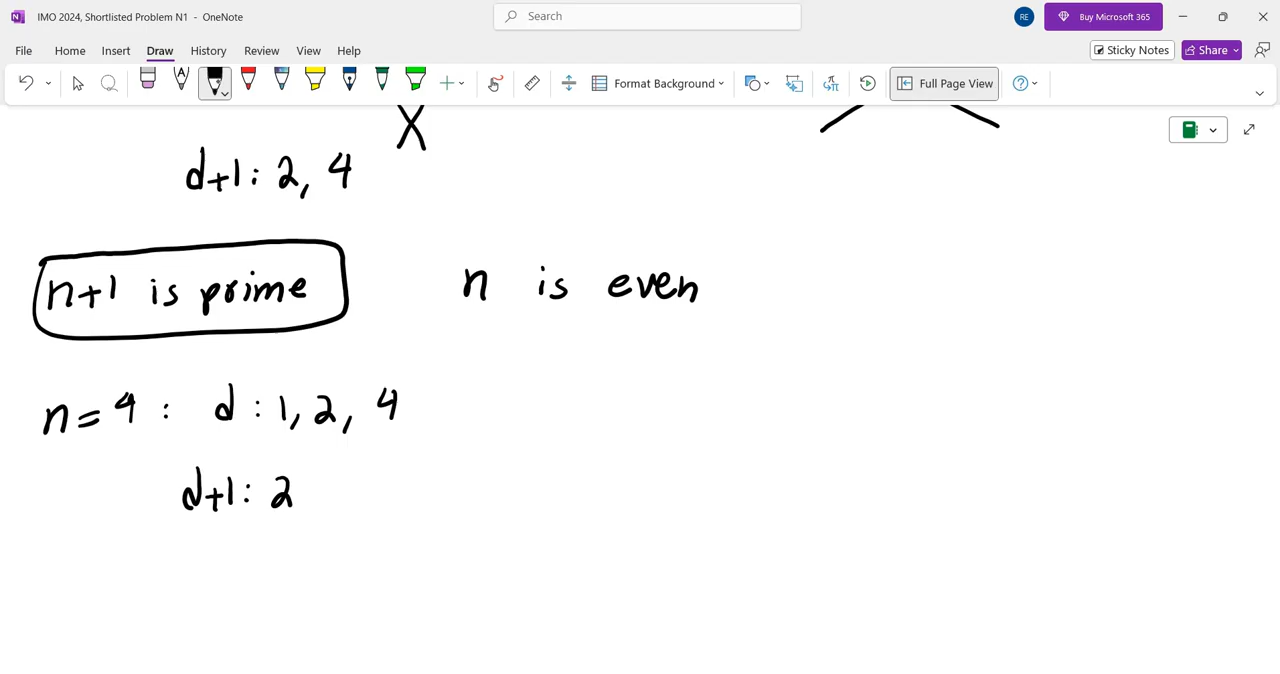 IMO 2024, Shortlisted Problem N1 - OneNote
Search
RE
Buy Microsoft 365
File Home Insert Draw History Review View Help
Sticky Notes
Share
A
Format Background
Full Page View
d+1: 2, 4
n+1 is prime
n is even
n=4 : d : 1, 2, 4
d+1: 2